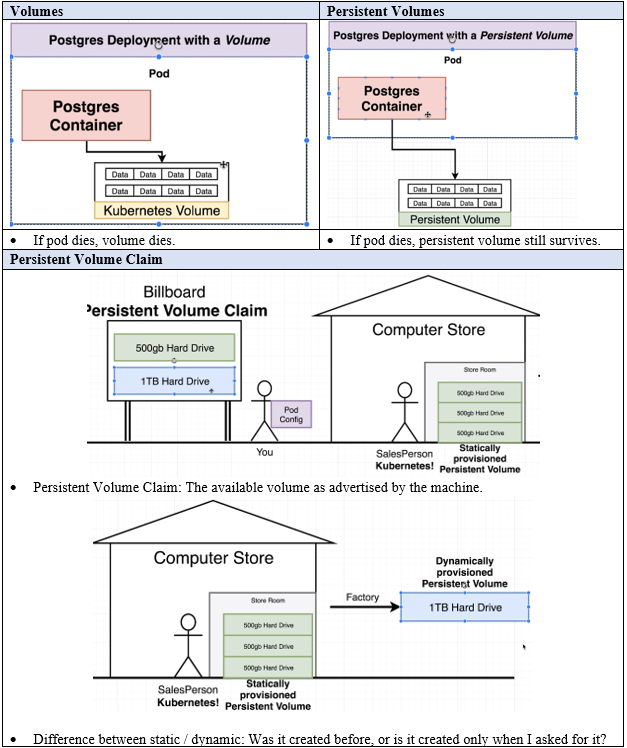 Volumes
Persistent Volumes
Postgres Deployment with a Volume
Pod
Postgres
Container
Data Data Data Data
Data Data Data Data
Kubernetes Volume
Postgres Deployment with a Persistent Volume
Pod
Postgres
Container
Data Data Data Data
Data Data Data Data
Persistent Volume
• If pod dies, volume dies.
• If pod dies, persistent volume still survives.
Persistent Volume Claim
Billboard
Persistent Volume Claim
500gb Hard Drive
1TB Hard Drive
Pod
Config
You
Computer Store
Store Room
500gb Hard Drive
500gb Hard Drive
500gb Hard Drive
SalesPerson
Kubernetes!
Statically
provisioned
Persistent Volume
• Persistent Volume Claim: The available volume as advertised by the machine.
Computer Store
Store Room
500gb Hard Drive
500gb Hard Drive
500gb Hard Drive
SalesPerson
Kubernetes!
Statically
provisioned
Persistent Volume
Factory
Dynamically
provisioned
Persistent Volume
1TB Hard Drive
• Difference between static / dynamic: Was it created before, or is it created only when I asked for it?